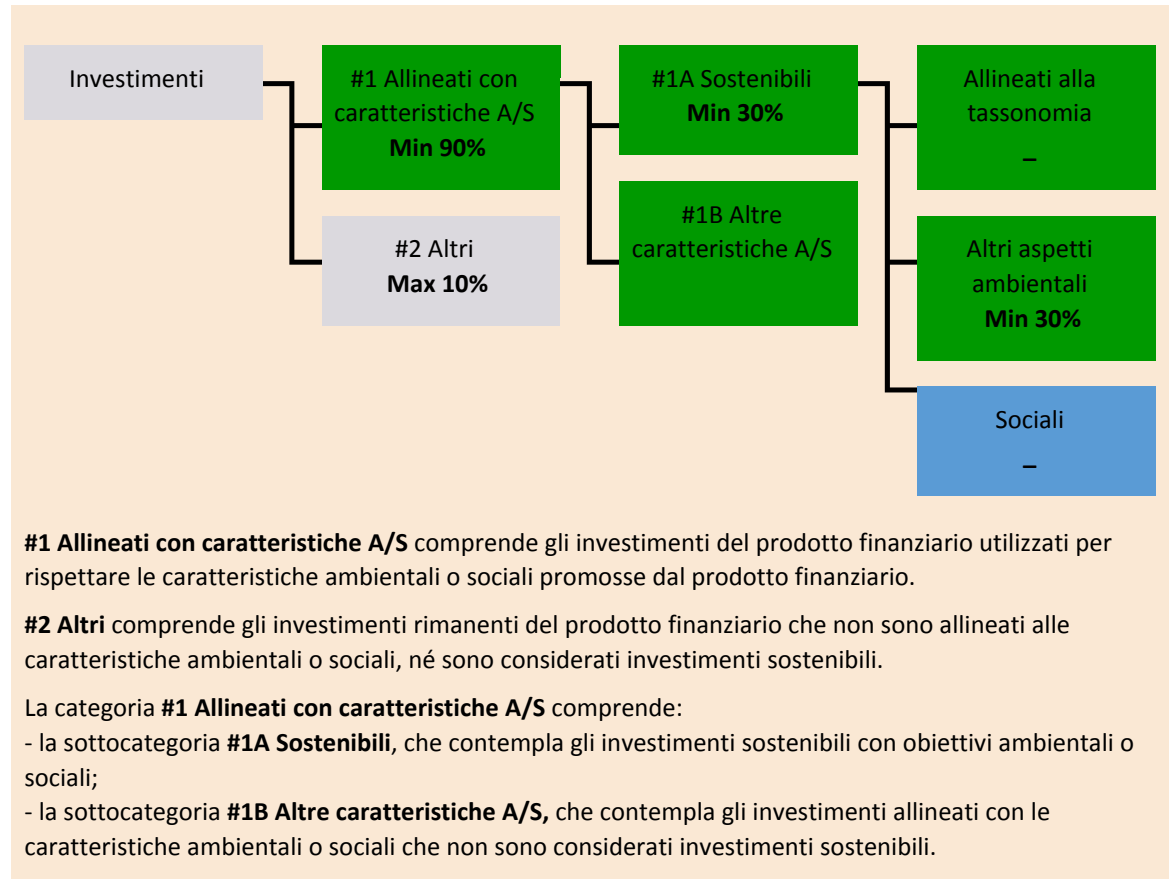 Investimenti
#1 Allineati con
caratteristiche A/S
Min 90%
#2 Altri
Max 10%
#1A Sostenibili
Min 30%
#1B Altre
caratteristiche A/S
Allineati alla
tassonomia
–
Altri aspetti
ambientali
Min 30%
Sociali
–
#1 Allineati con caratteristiche A/S comprende gli investimenti del prodotto finanziario utilizzati per
rispettare le caratteristiche ambientali o sociali promosse dal prodotto finanziario.
#2 Altri comprende gli investimenti rimanenti del prodotto finanziario che non sono allineati alle
caratteristiche ambientali o sociali, né sono considerati investimenti sostenibili.
La categoria #1 Allineati con caratteristiche A/S comprende:
- la sottocategoria #1A Sostenibili, che contempla gli investimenti sostenibili con obiettivi ambientali o
sociali;
- la sottocategoria #1B Altre caratteristiche A/S, che contempla gli investimenti allineati con le
caratteristiche ambientali o sociali che non sono considerati investimenti sostenibili.